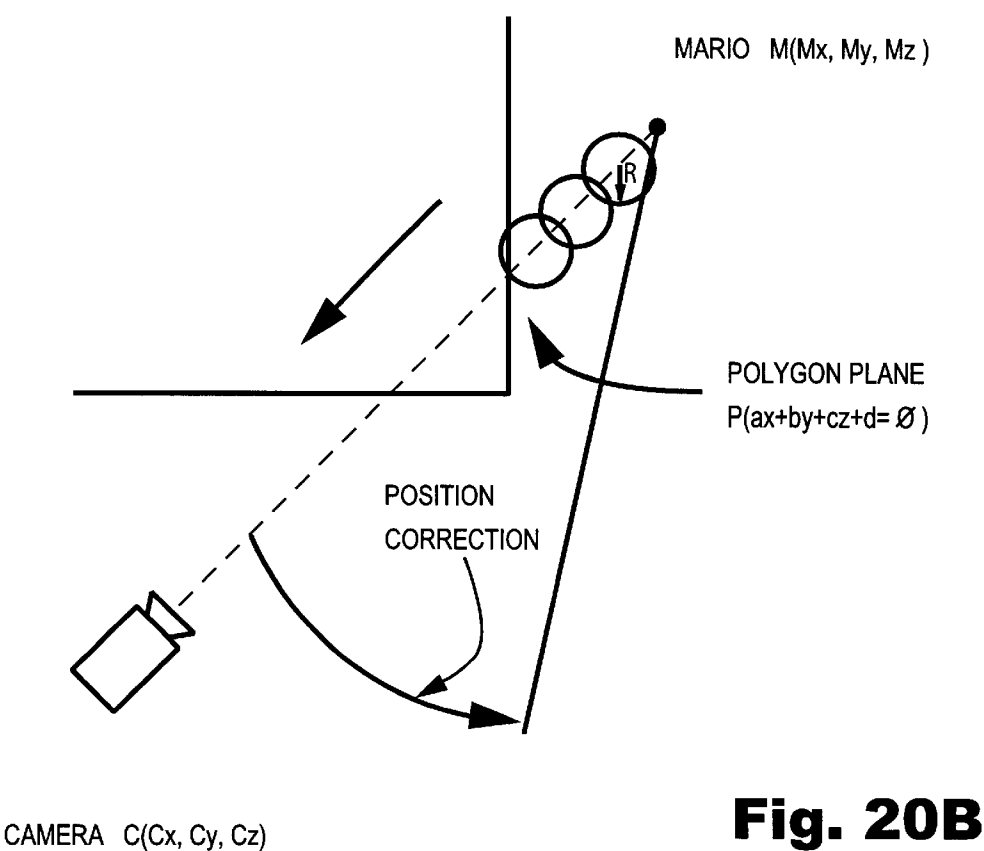 MARIO M(Mx, My, Mz )
R
POLYGON PLANE
P(ax+by+cz+d= Ø )
POSITION
CORRECTION
CAMERA C(Cx, Cy, Cz)
Fig. 20B